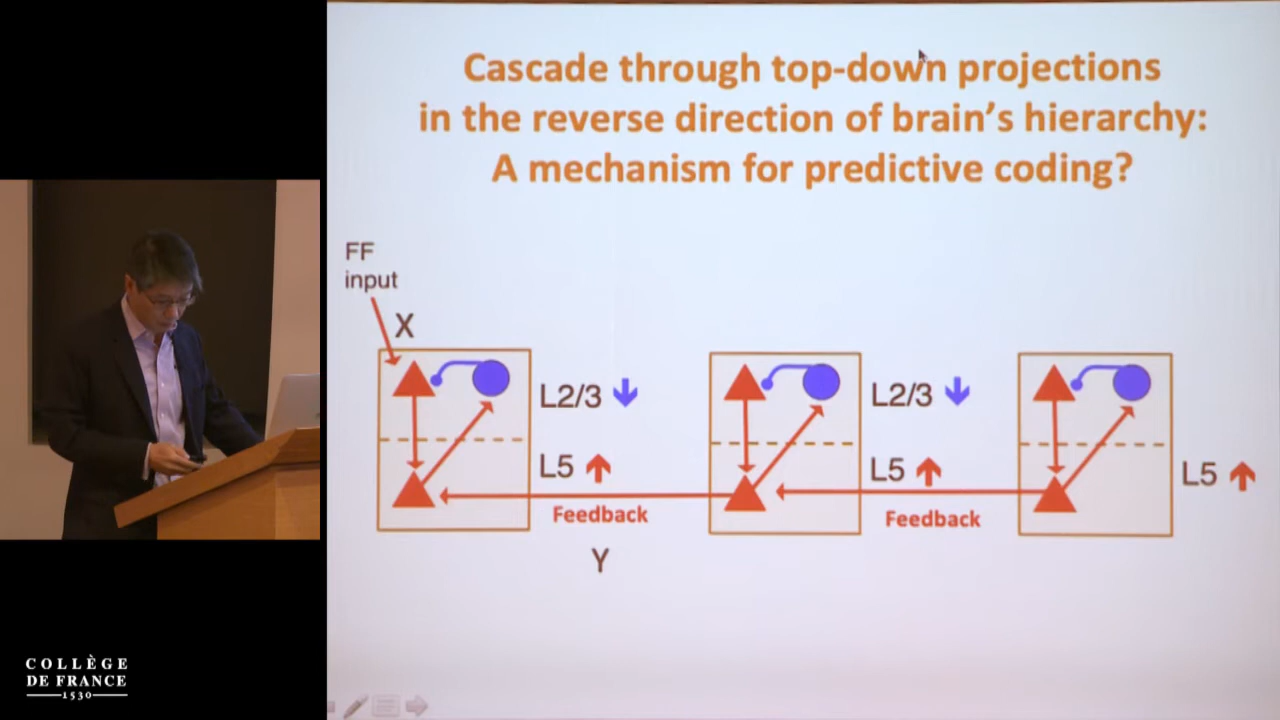 Cascade through top-down projections
in the reverse direction of brain's hierarchy:
A mechanism for predictive coding?
FF
input
X
L2/3
L5
Feedback
Y
L2/3
L5
Feedback
L5
COLLÈGE
DE FRANCE
1530